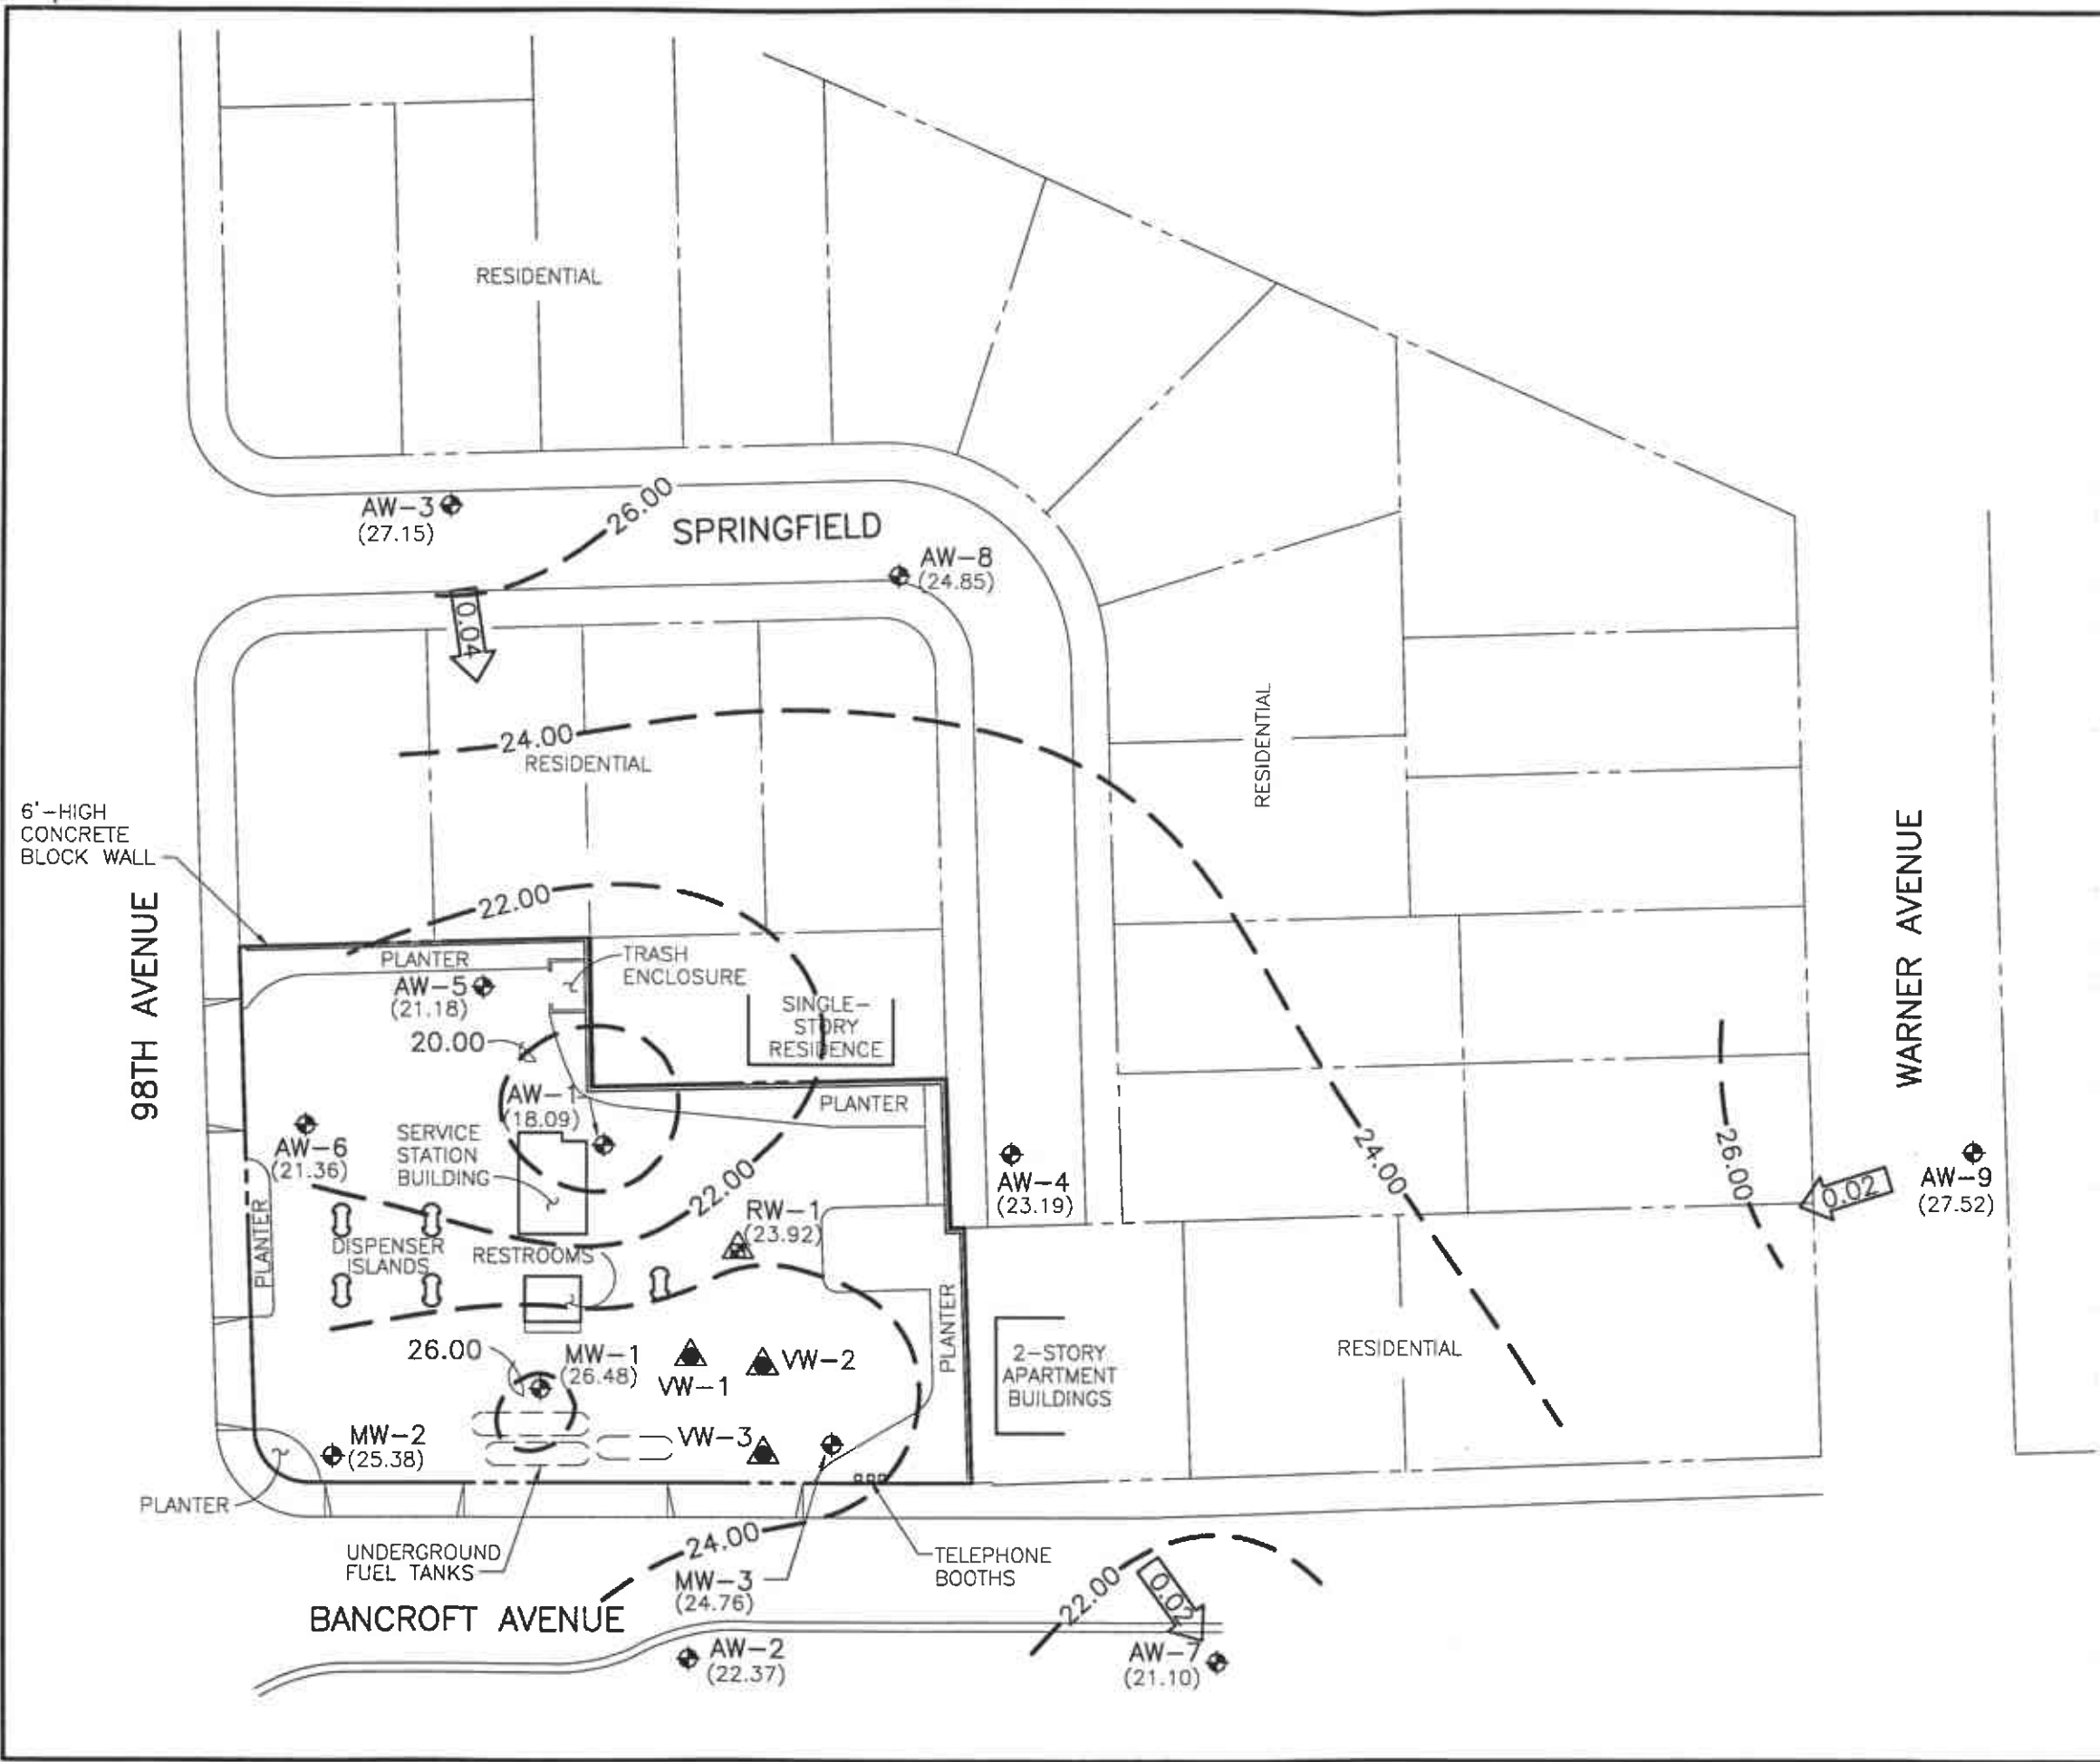 RESIDENTIAL
AW-3
(27.15)
26.00
SPRINGFIELD
AW-8
(24.85)
0.04
24.00
RESIDENTIAL
RESIDENTIAL
6'-HIGH
CONCRETE
BLOCK WALL
98TH AVENUE
WARNER AVENUE
22.00
PLANTER
TRASH
ENCLOSURE
AW-5
(21.18)
20.00
SINGLE-
STORY
RESIDENCE
AW-1
(18.09)
PLANTER
AW-6
(21.36)
SERVICE
STATION
BUILDING
AW-4
(23.19)
24.00
26.00
0.02
AW-9
(27.52)
22.00
RW-1
(23.92)
PLANTER
DISPENSER
ISLANDS
RESTROOMS
PLANTER
26.00
MW-1
(26.48)
VW-1
VW-2
2-STORY
APARTMENT
BUILDINGS
RESIDENTIAL
MW-2
(25.38)
VW-3
PLANTER
UNDERGROUND
FUEL TANKS
24.00
MW-3
(24.76)
TELEPHONE
BOOTHS
22.00
0.02
BANCROFT AVENUE
AW-2
(22.37)
AW-7
(21.10)